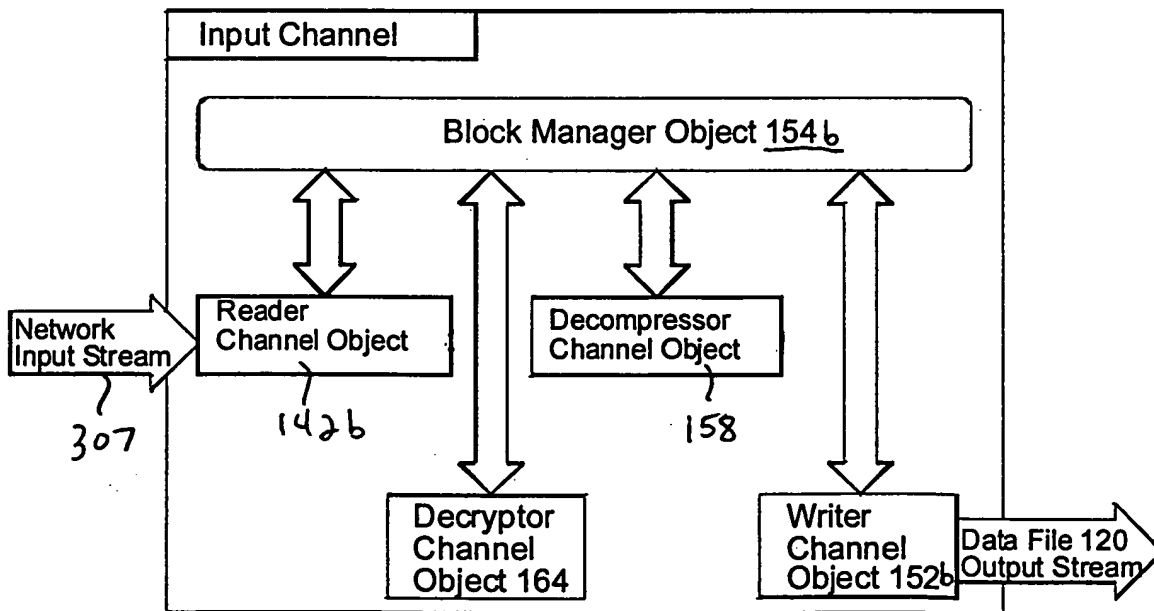 Input Channel
Block Manager Object 154b
Reader
Channel Object
Decompressor
Channel Object
Network
Input Stream
307
142b
158
Decryptor
Channel
Object 164
Writer
Channel
Object 152b
Data File 120
Output Stream